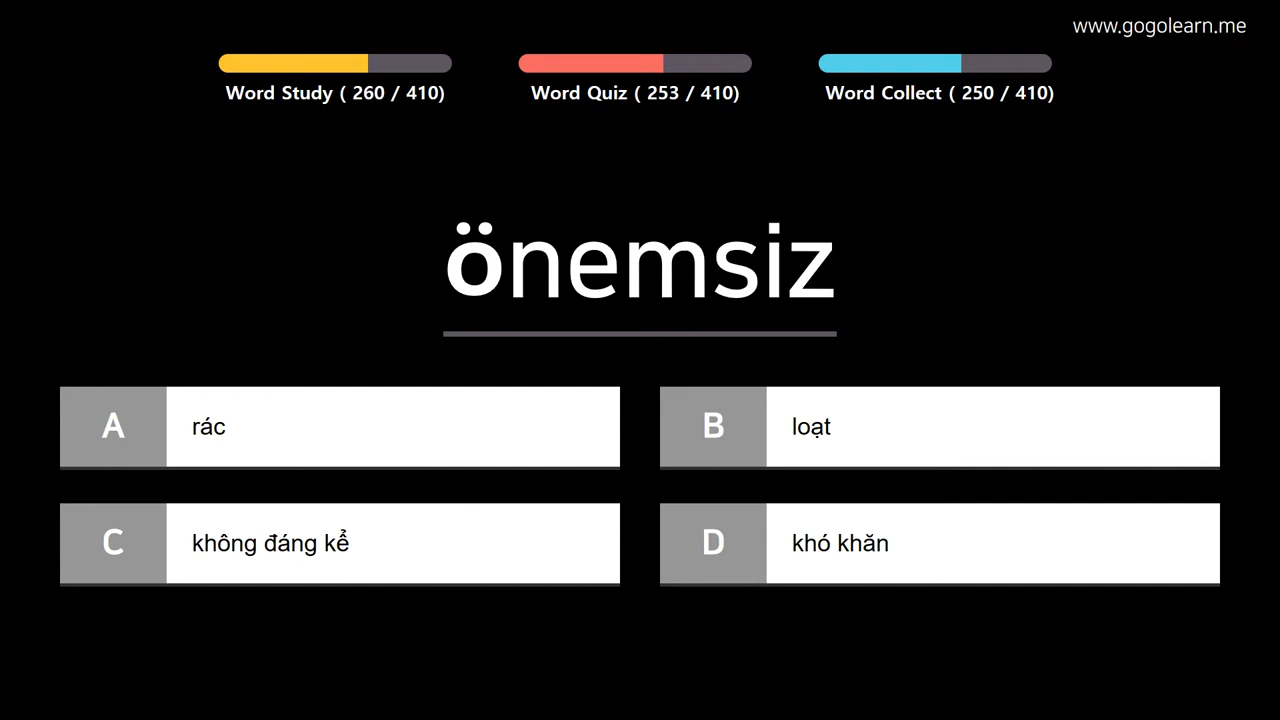 www.gogolearn.me
Word Study ( 260 / 410)
Word Quiz ( 253 / 410)
Word Collect ( 250 / 410)
önemsiz
A rác
B loạt
C không đáng kể
D khó khăn